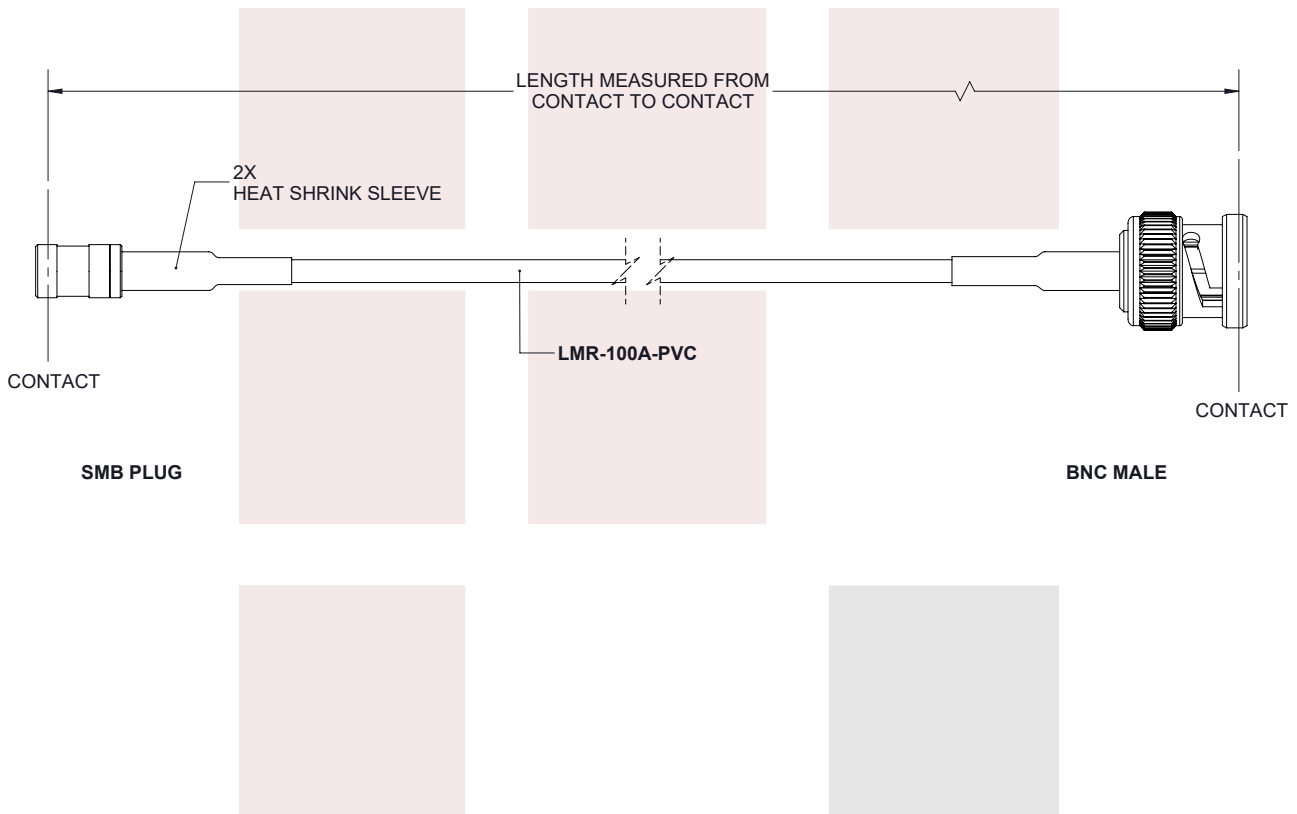 LENGTH MEASURED FROM
CONTACT TO CONTACT
2X
HEAT SHRINK SLEEVE
LMR-100A-PVC
CONTACT
CONTACT
SMB PLUG
BNC MALE